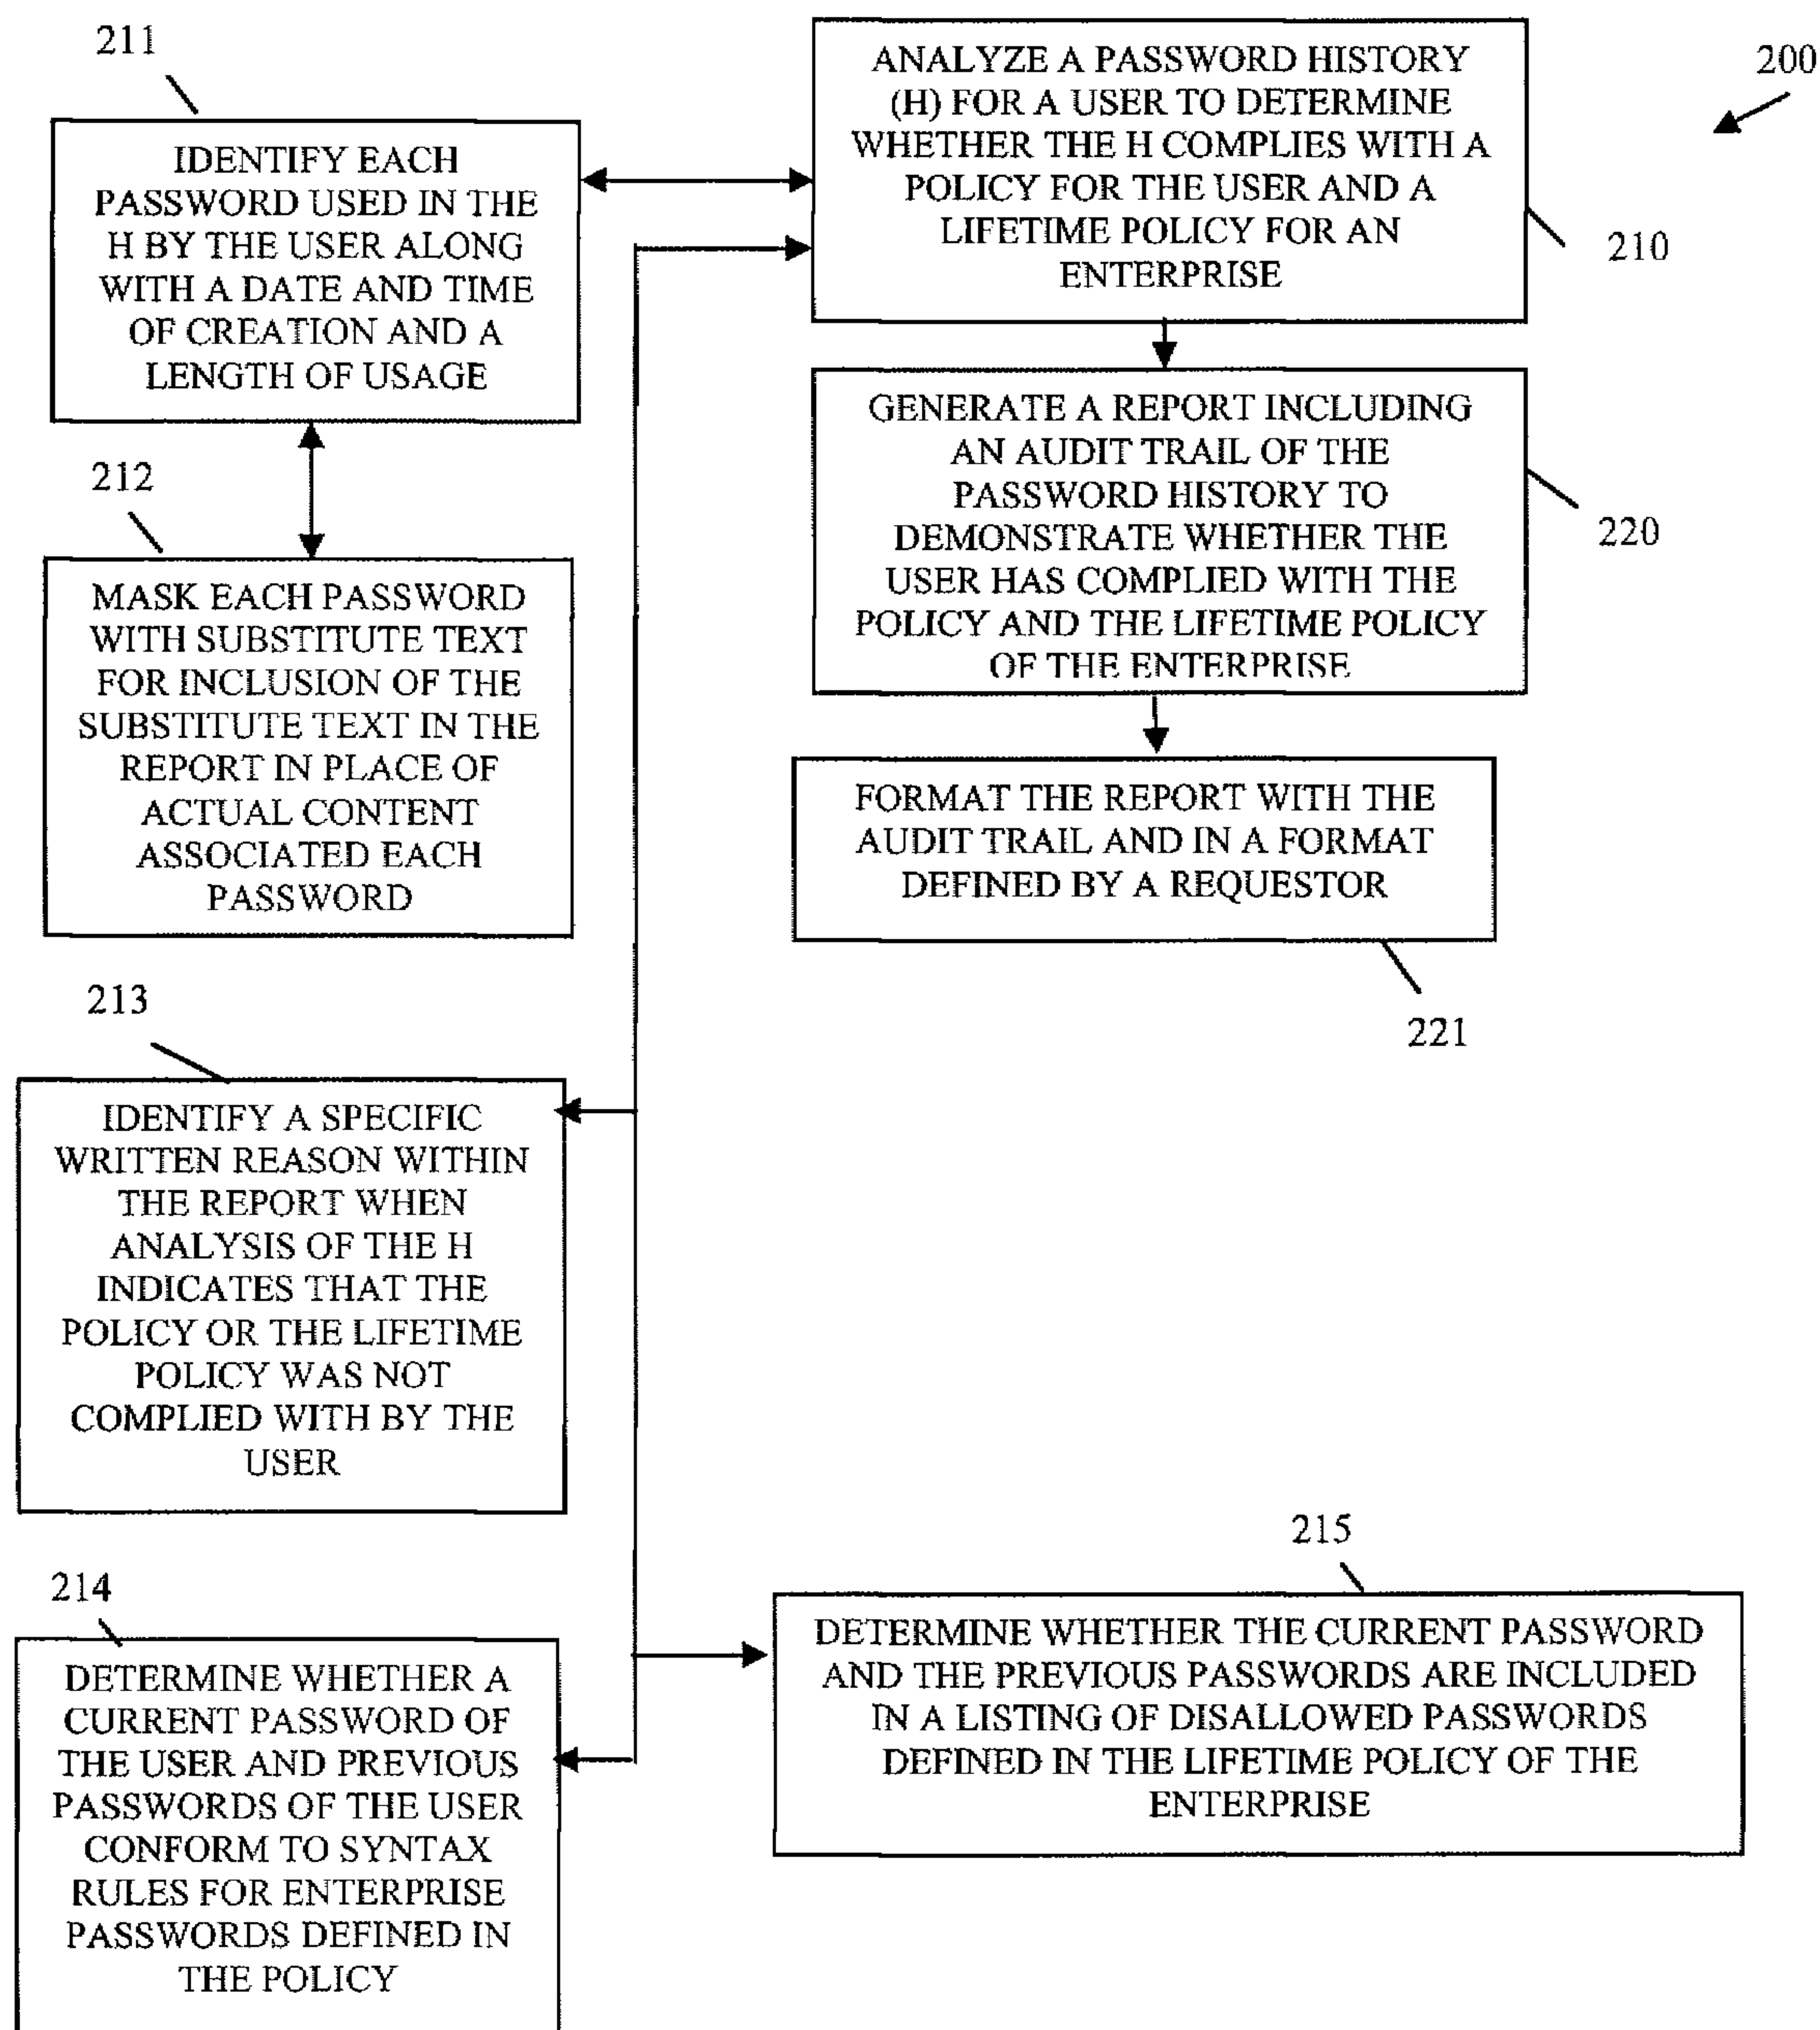 211
IDENTIFY EACH
PASSWORD USED IN THE
H BY THE USER ALONG
WITH A DATE AND TIME
OF CREATION AND A
LENGTH OF USAGE
ANALYZE A PASSWORD HISTORY
(H) FOR A USER TO DETERMINE
WHETHER THE H COMPLIES WITH A
POLICY FOR THE USER AND A
LIFETIME POLICY FOR AN
ENTERPRISE
200
210
212
MASK EACH PASSWORD
WITH SUBSTITUTE TEXT
FOR INCLUSION OF THE
SUBSTITUTE TEXT IN THE
REPORT IN PLACE OF
ACTUAL CONTENT
ASSOCIATED EACH
PASSWORD
GENERATE A REPORT INCLUDING
AN AUDIT TRAIL OF THE
PASSWORD HISTORY TO
DEMONSTRATE WHETHER THE
USER HAS COMPLIED WITH THE
POLICY AND THE LIFETIME POLICY
OF THE ENTERPRISE
220
FORMAT THE REPORT WITH THE
AUDIT TRAIL AND IN A FORMAT
DEFINED BY A REQUESTOR
221
213
IDENTIFY A SPECIFIC
WRITTEN REASON WITHIN
THE REPORT WHEN
ANALYSIS OF THE H
INDICATES THAT THE
POLICY OR THE LIFETIME
POLICY WAS NOT
COMPLIED WITH BY THE
USER
214
DETERMINE WHETHER A
CURRENT PASSWORD OF
THE USER AND PREVIOUS
PASSWORDS OF THE USER
CONFORM TO SYNTAX
RULES FOR ENTERPRISE
PASSWORDS DEFINED IN
THE POLICY
215
DETERMINE WHETHER THE CURRENT PASSWORD
AND THE PREVIOUS PASSWORDS ARE INCLUDED
IN A LISTING OF DISALLOWED PASSWORDS
DEFINED IN THE LIFETIME POLICY OF THE
ENTERPRISE